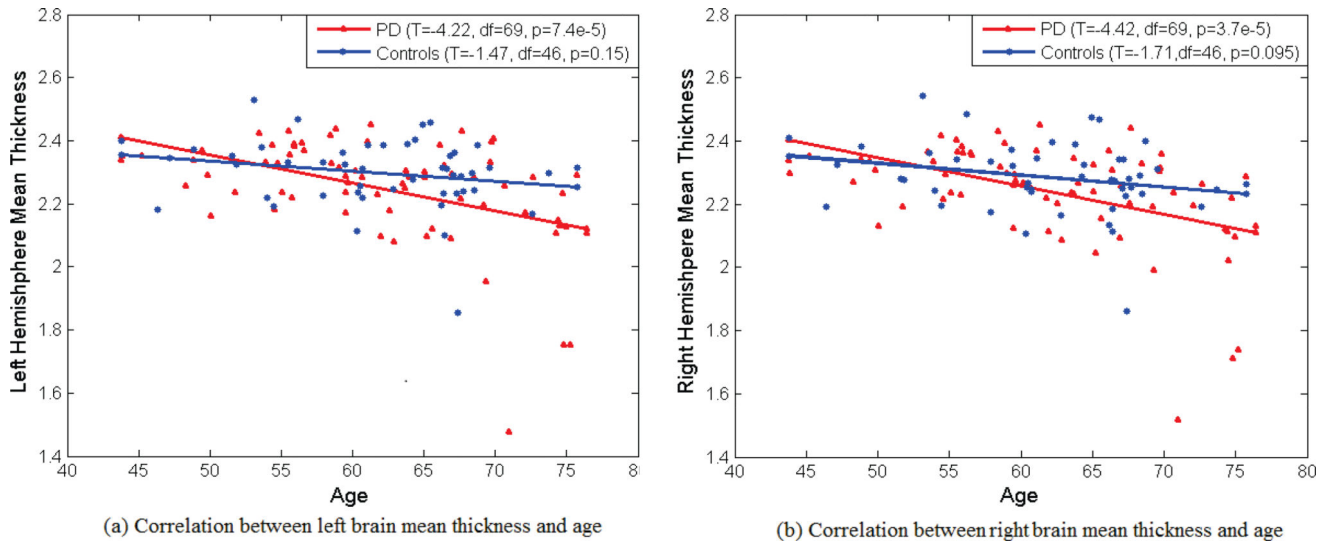 2.8
2.6
2.4
2.2
2
1.8
1.6
1.4
Left Hemishphere Mean Thickness
PD (T=-4.22, df=69, p=7.4e-5)
Controls (T=-1.47, df=46, p=0.15)
40 45 50 55 60 65 70 75 8
Age
(a) Correlation between left brain mean thickness and age
2.8
2.6
2.4
2.2
2
1.8
1.6
1.4
Right Hemishpere Mean Thickness
PD (T=-4.42, df=69, p=3.7e-5)
Controls (T=-1.71,df=46, p=0.095)
40 45 50 55 60 65 70 75 80
Age
(b) Correlation between right brain mean thickness and age